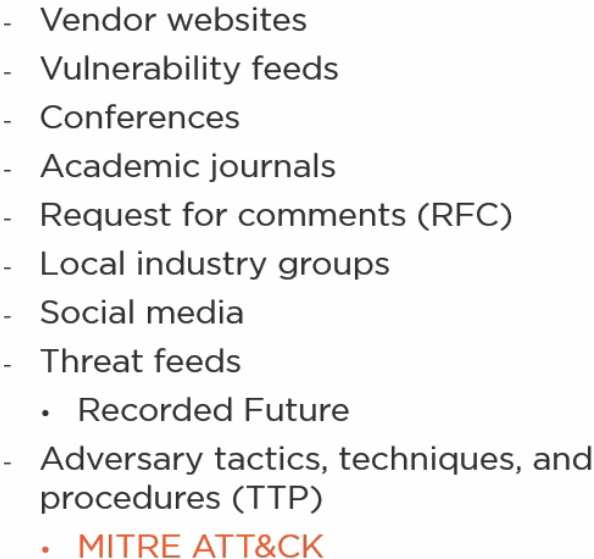 - Vendor websites
- Vulnerability feeds
- Conferences
- Academic journals
- Request for comments (RFC)
- Local industry groups
- Social media
- Threat feeds
• Recorded Future
- Adversary tactics, techniques, and
procedures (TTP)
• MITRE ATT&CK